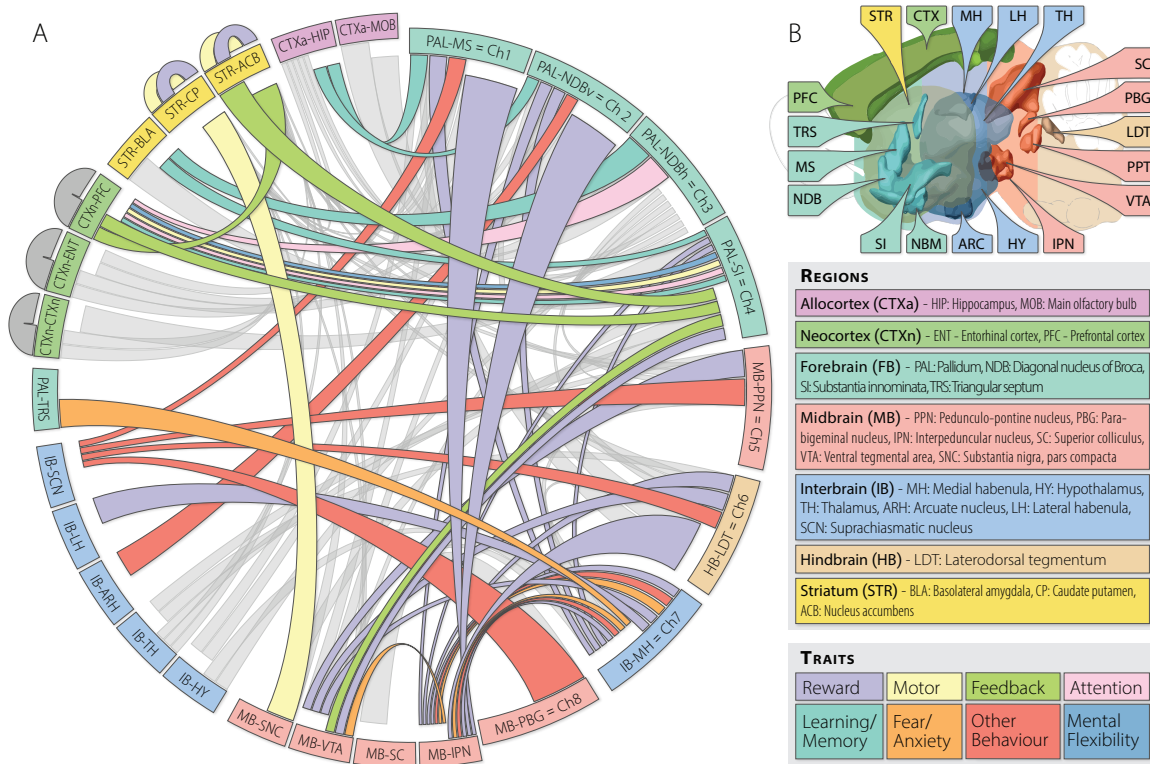 A
CTXa-HIP
CTXa-MOB
PAL-MS = Ch1
PAL-NDBv = Ch 2
PAL-NDBh = Ch3
PAL-SI = Ch4
MB-PPN = Ch5
HB-LDT = Ch6
IB-MH = Ch7
MB-PBG = Ch8
MB-IPN
MB-SC
MB-VTA
MB-SNC
IB-HY
IB-TH
IB-ARH
IB-LH
IB-SCN
PAL-TRS
CTXn-CTXn
CTXn-ENT
CTXn-PFC
STR-BLA
STR-CP
STR-ACB
B
STR
CTX
MH
LH
TH
SC
PBG
LDT
PPT
VTA
PFC
TRS
MS
NDB
SI
NBM
ARC
HY
IPN
REGIONS
Allocortex (CTXa) - HIP: Hippocampus, MOB: Main olfactory bulb
Neocortex (CTXn) - ENT - Entorhinal cortex, PFC - Prefrontal cortex
Forebrain (FB) - PAL: Pallidum, NDB: Diagonal nucleus of Broca,
SI: Substantia innominata, TRS: Triangular septum
Midbrain (MB) - PPN: Pedunculo-pontine nucleus, PBG: Para-
bigeminal nucleus, IPN: Interpeduncular nucleus, SC: Superior colliculus,
VTA: Ventral tegmental area, SNC: Substantia nigra, pars compacta
Interbrain (IB) - MH: Medial habenula, HY: Hypothalamus,
TH: Thalamus, ARH: Arcuate nucleus, LH: Lateral habenula,
SCN: Suprachiasmatic nucleus
Hindbrain (HB) - LDT: Laterodorsal tegmentum
Striatum (STR) - BLA: Basolateral amygdala, CP: Caudate putamen,
ACB: Nucleus accumbens
TRAITS
Reward
Motor
Feedback
Attention
Learning/
Memory
Fear/
Anxiety
Other
Behaviour
Mental
Flexibility